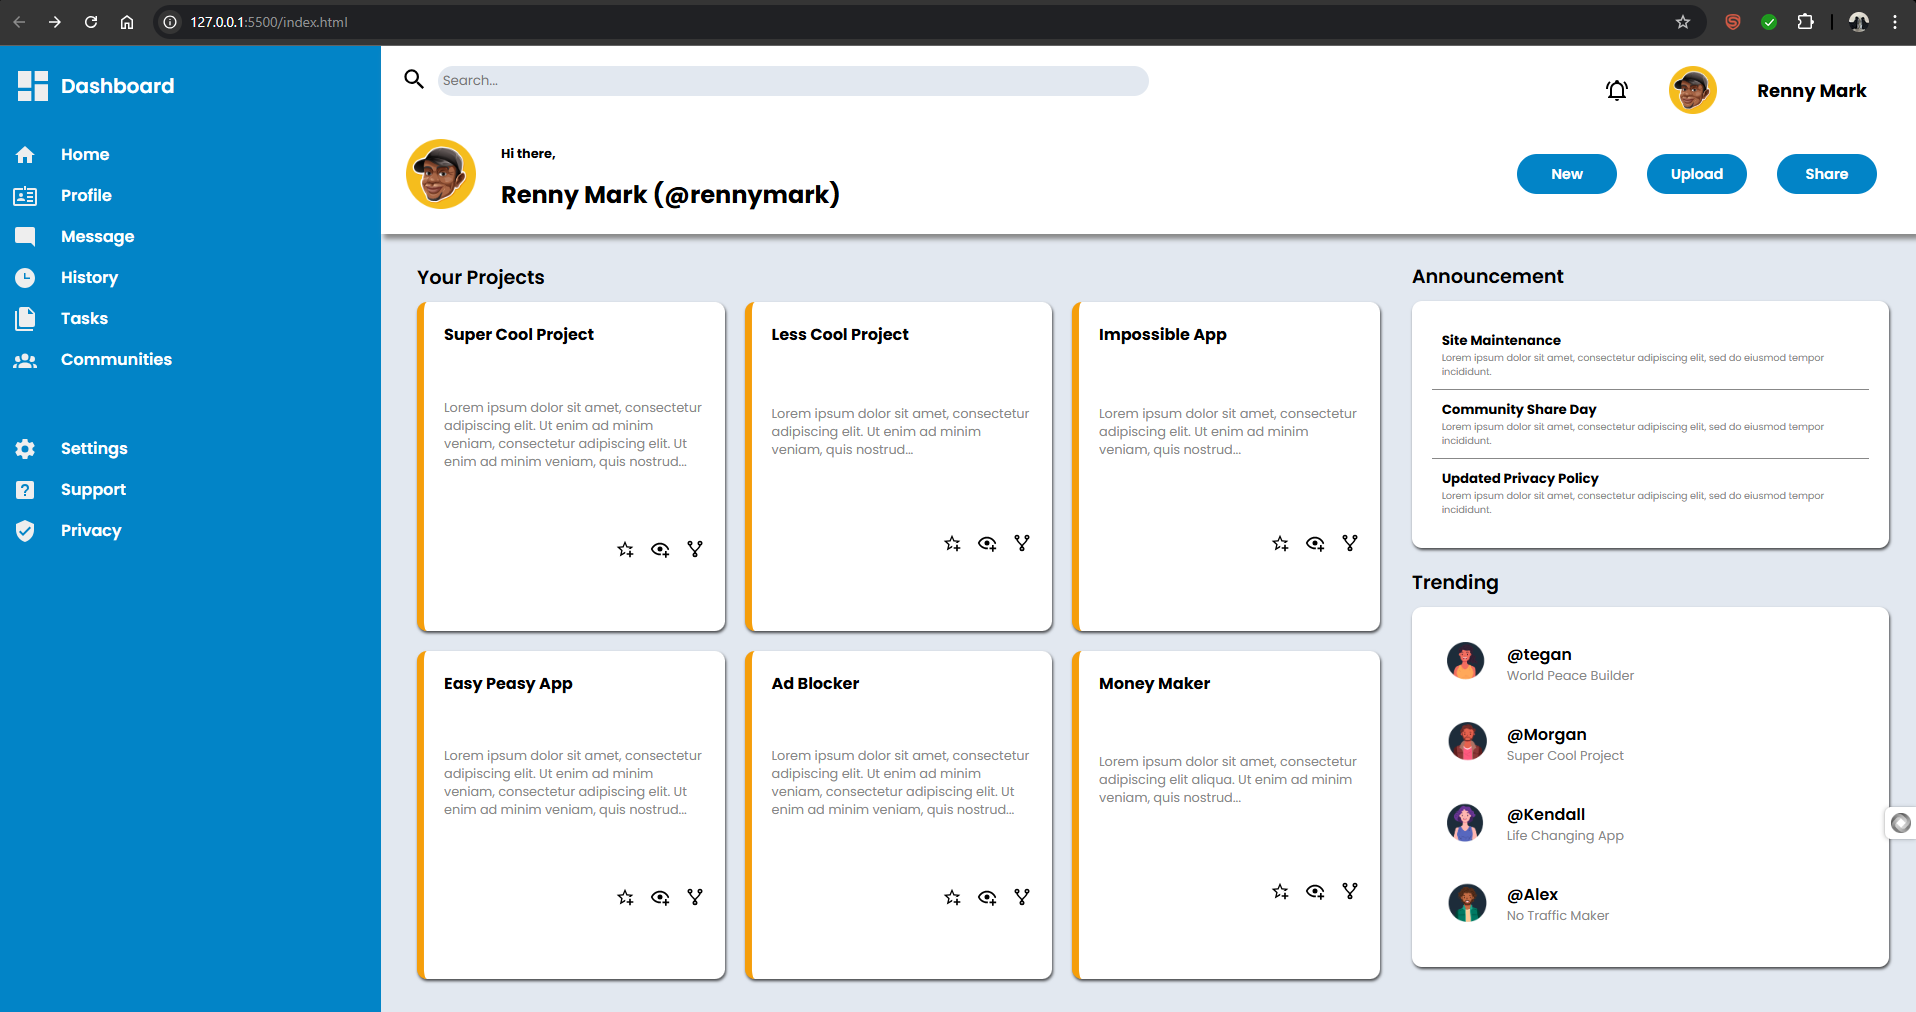 127.0.0.1:5500/index.html
Dashboard
Home
Profile
Message
History
Tasks
Communities
Settings
Support
Privacy
Search...
Renny Mark
Hi there,
Renny Mark (@rennymark)
New
Upload
Share
Your Projects
Super Cool Project
Lorem ipsum dolor sit amet, consectetur
adipiscing elit. Ut enim ad minim
veniam, consectetur adipiscing elit. Ut
enim ad minim veniam, quis nostrud...
Less Cool Project
Lorem ipsum dolor sit amet, consectetur
adipiscing elit. Ut enim ad minim
veniam, quis nostrud...
Impossible App
Lorem ipsum dolor sit amet, consectetur
adipiscing elit. Ut enim ad minim
veniam, quis nostrud...
Easy Peasy App
Lorem ipsum dolor sit amet, consectetur
adipiscing elit. Ut enim ad minim
veniam, consectetur adipiscing elit. Ut
enim ad minim veniam, quis nostrud...
Ad Blocker
Lorem ipsum dolor sit amet, consectetur
adipiscing elit. Ut enim ad minim
veniam, consectetur adipiscing elit. Ut
enim ad minim veniam, quis nostrud...
Money Maker
Lorem ipsum dolor sit amet, consectetur
adipiscing elit aliqua. Ut enim ad minim
veniam, quis nostrud...
Announcement
Site Maintenance
Lorem ipsum dolor sit amet, consectetur adipiscing elit, sed do eiusmod tempor
incididunt.
Community Share Day
Lorem ipsum dolor sit amet, consectetur adipiscing elit, sed do eiusmod tempor
incididunt.
Updated Privacy Policy
Lorem ipsum dolor sit amet, consectetur adipiscing elit, sed do eiusmod tempor
incididunt.
Trending
@tegan
World Peace Builder
@Morgan
Super Cool Project
@Kendall
Life Changing App
@Alex
No Traffic Maker